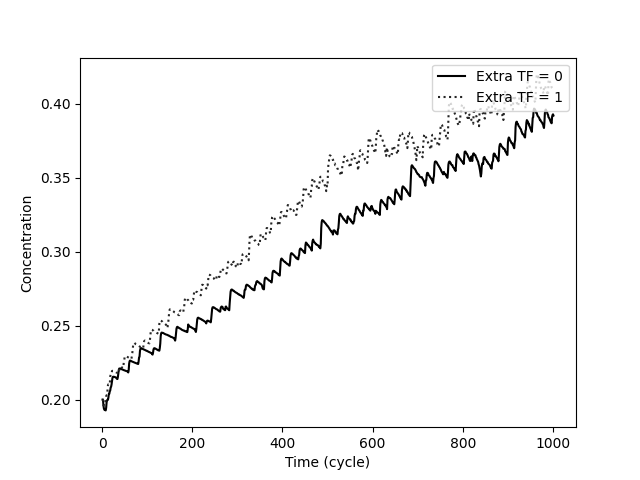 Extra TF = 0
Extra TF = 1
0.40
0.35
0.30
0.25
0.20
Concentration
0 200 400 600 800 1000
Time (cycle)